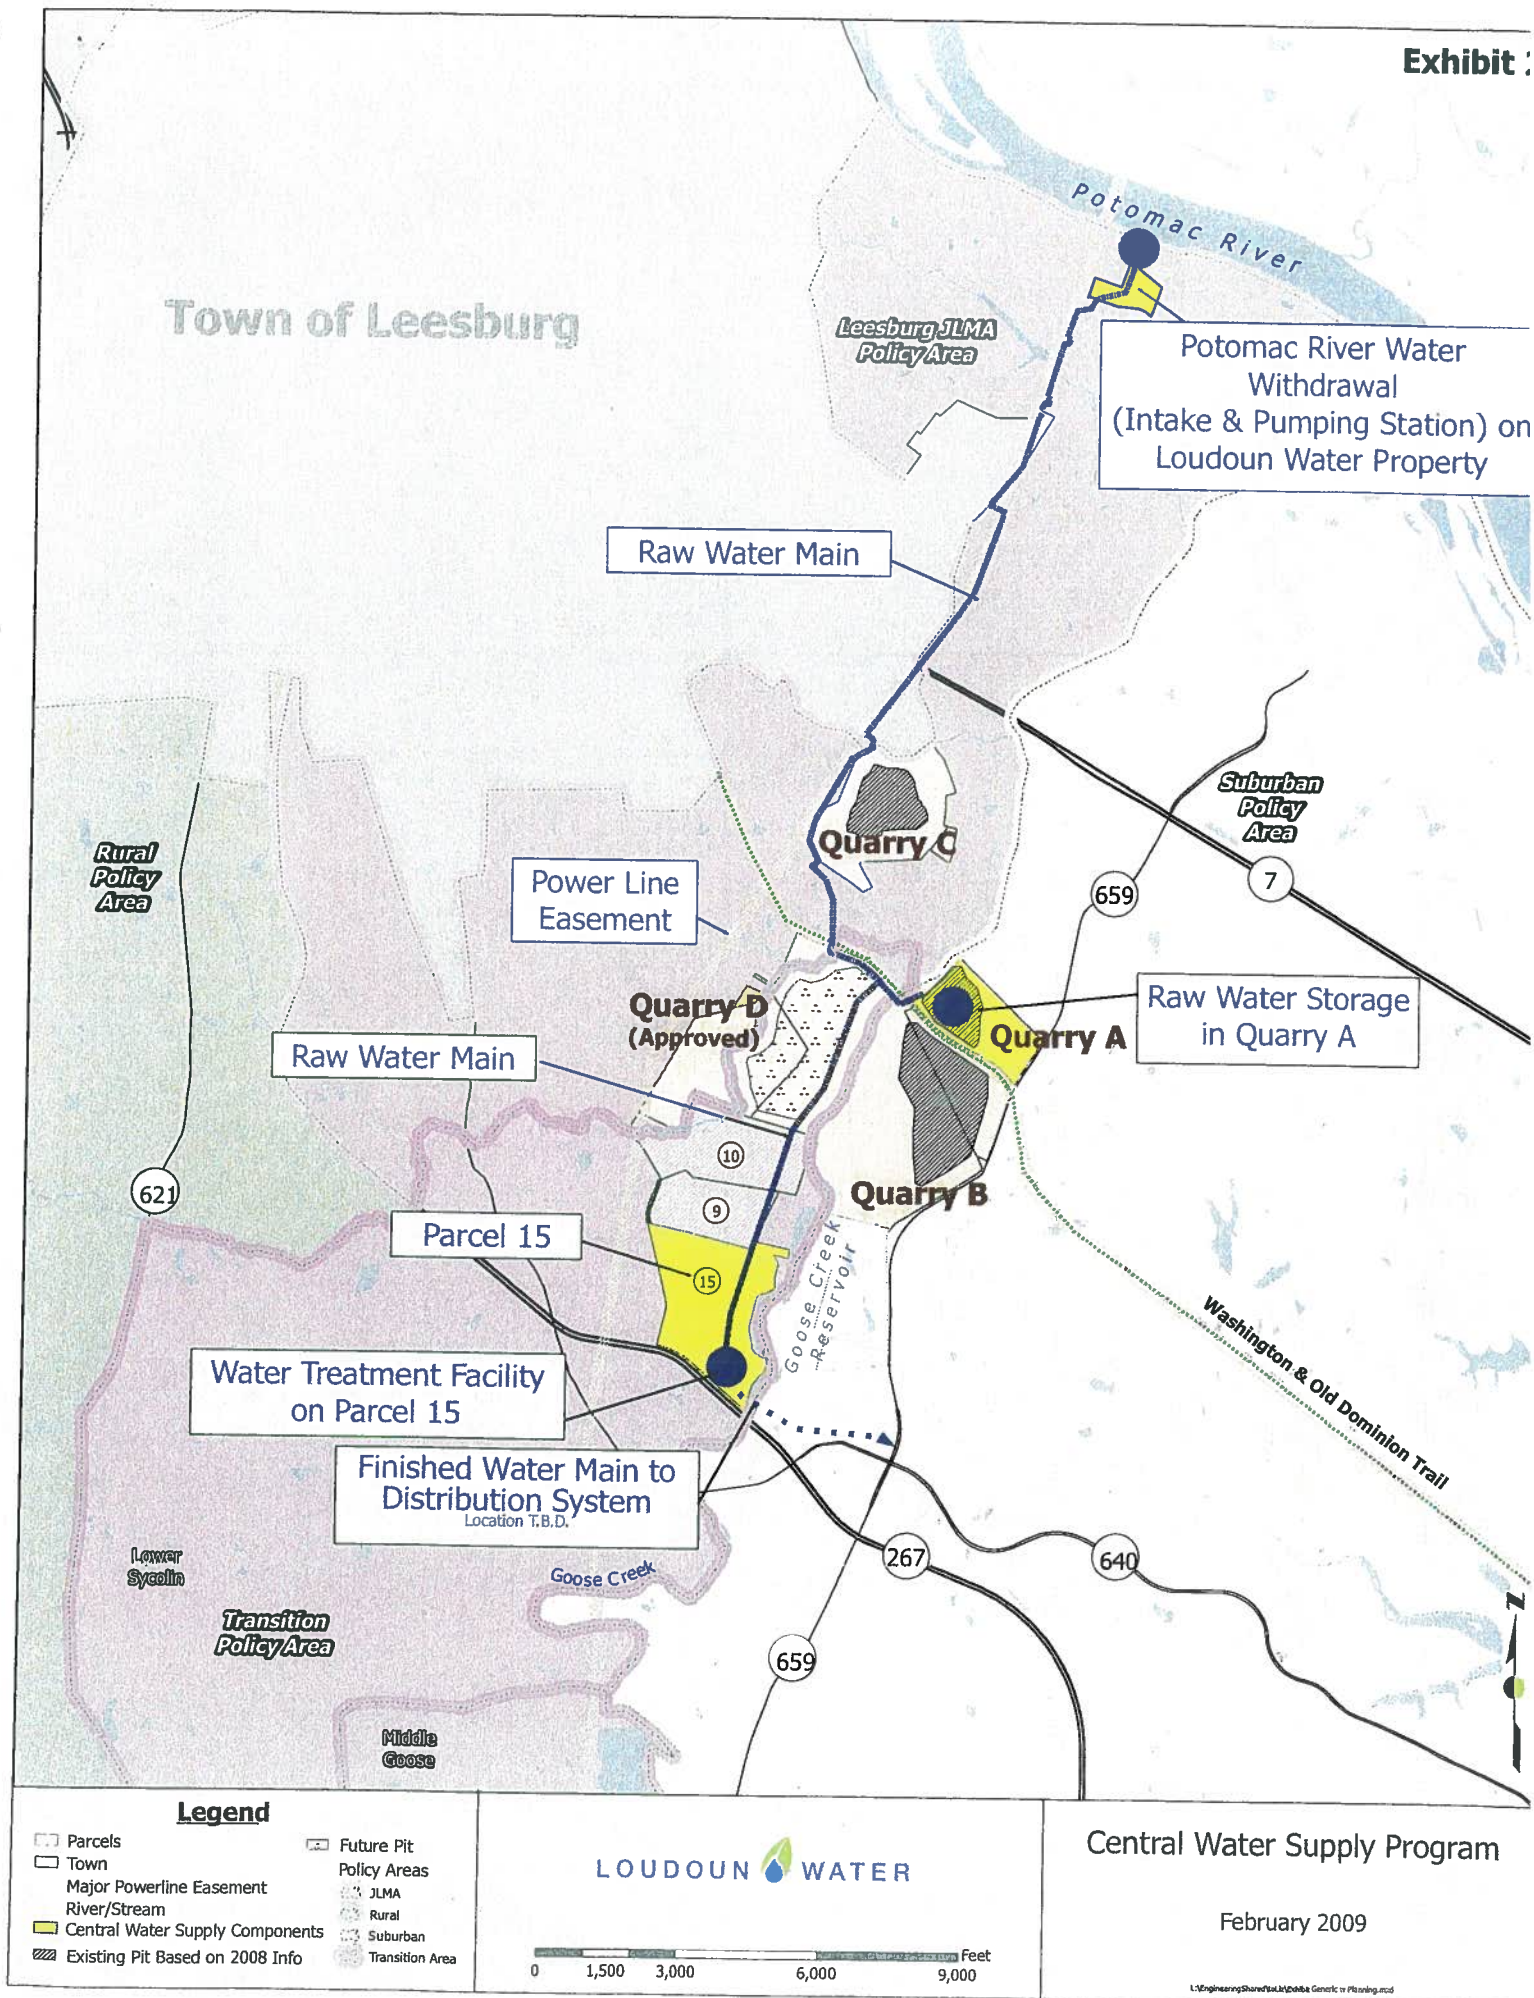 Exhibit
Potomac River
Town of Leesburg
Leesburg JLMA
Policy Area
Potomac River Water
Withdrawal
(Intake & Pumping Station) on
Loudoun Water Property
Raw Water Main
Suburban
Policy
Area
Quarry C
Rural
Policy
Area
Power Line
Easement
7
659
Quarry D
(Approved)
Raw Water Storage
in Quarry A
Quarry A
Raw Water Main
10
621
Quarry B
9
Parcel 15
15
Goose Creek
Reservoir
Washington & Old Dominion Trail
Water Treatment Facility
on Parcel 15
Finished Water Main to
Distribution System
Location T.B.D.
267
640
Lower
Sycolin
Goose Creek
Transition
Policy Area
659
Middle
Goose
N
Legend
Parcels
Town
Major Powerline Easement
River/Stream
Central Water Supply Components
Existing Pit Based on 2008 Info
Future Pit
Policy Areas
JLMA
Rural
Suburban
Transition Area
LOUDOUN WATER
Feet
0 1,500 3,000 6,000 9,000
Central Water Supply Program
February 2009